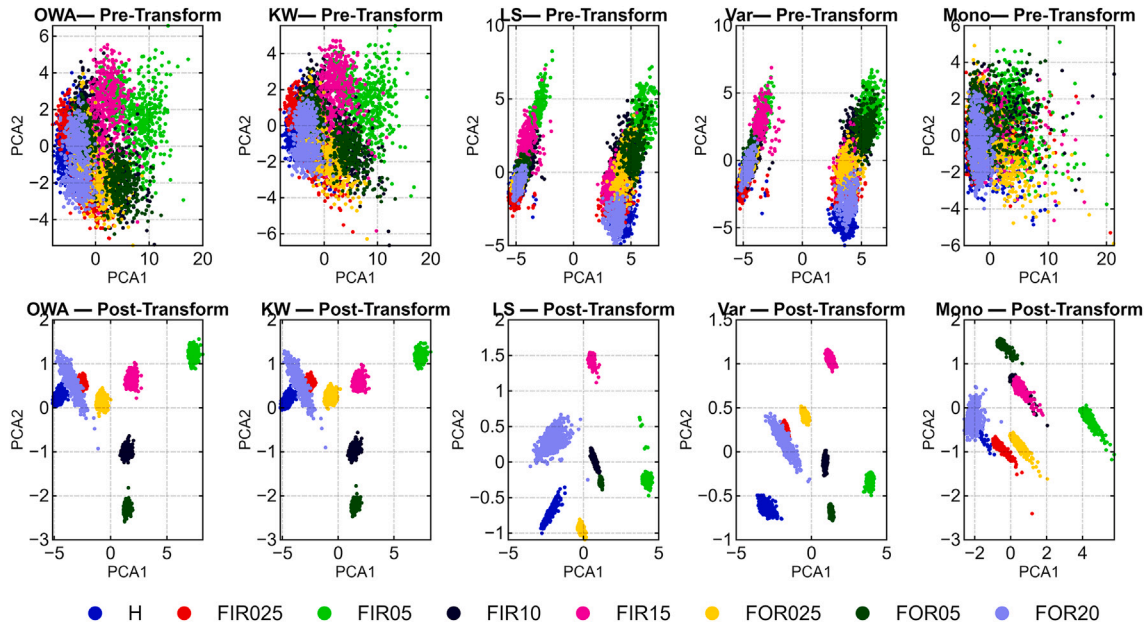 OWA— Pre-Transform
KW— Pre-Transform
LS— Pre-Transform
Var— Pre-Transform
Mono— Pre-Transform
PCA2
6
4
2
0
−2
−4
0
10
20
PCA1
PCA2
4
2
0
−2
−4
−6
0
10
20
PCA1
PCA2
10
5
0
−5
−5
0
5
PCA1
PCA2
10
5
0
−5
−5
0
5
PCA1
PCA2
6
4
2
0
−2
−4
−6
0
10
20
PCA1
OWA — Post-Transform
KW — Post-Transform
LS — Post-Transform
Var — Post-Transform
Mono — Post-Transform
PCA2
2
1
0
−1
−2
−3
−5
0
5
PCA1
PCA2
2
1
0
−1
−2
−3
−5
0
5
PCA1
PCA2
2
1.5
1
0.5
0
−0.5
−1
−5
0
5
PCA1
PCA2
1.5
1
0.5
0
−0.5
−1
−5
0
5
PCA1
PCA2
2
1
0
−1
−2
−3
−2
0
2
4
PCA1
H FIR025 FIR05 FIR10 FIR15 FOR025 FOR05 FOR20